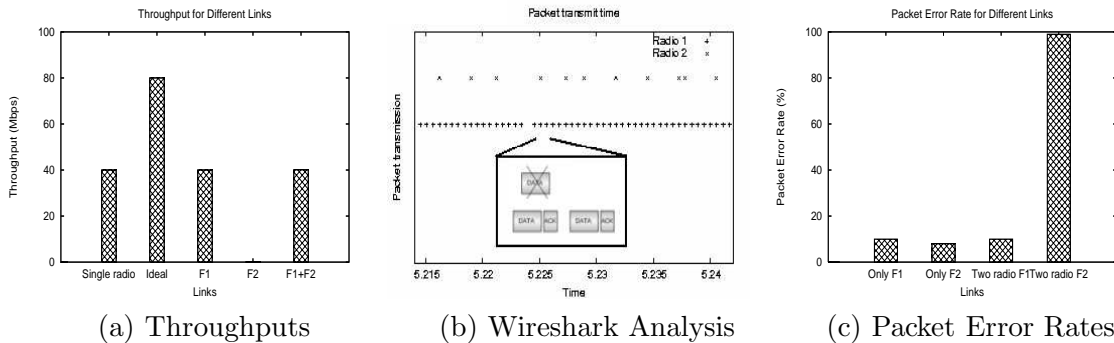 Throughput for Different Links
Throughput (Mbps)
100
80
60
40
20
0
Single radio Ideal F1 F2 F1+F2
Links
(a) Throughputs
Packet transmit time
Radio 1 +
Radio 2 ×
Packet transmission
DATA
DATA ACK DATA ACK
5.215 5.22 5.225 5.23 5.235 5.24
Time
(b) Wireshark Analysis
Packet Error Rate for Different Links
Packet Error Rate (%)
100
80
60
40
20
0
Only F1 Only F2 Two radio F1 Two radio F2
Links
(c) Packet Error Rates